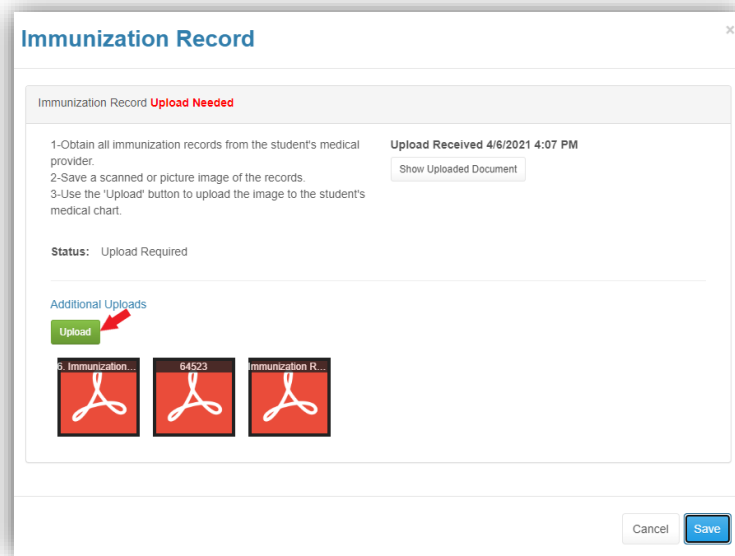 Immunization Record
×
Immunization Record Upload Needed
1-Obtain all immunization records from the student's medical
provider.
2-Save a scanned or picture image of the records.
3-Use the 'Upload' button to upload the image to the student's
medical chart.
Upload Received 4/6/2021 4:07 PM
Show Uploaded Document
Status: Upload Required
Additional Uploads
Upload
6. Immunization...
64523
Immunization R...
Cancel
Save